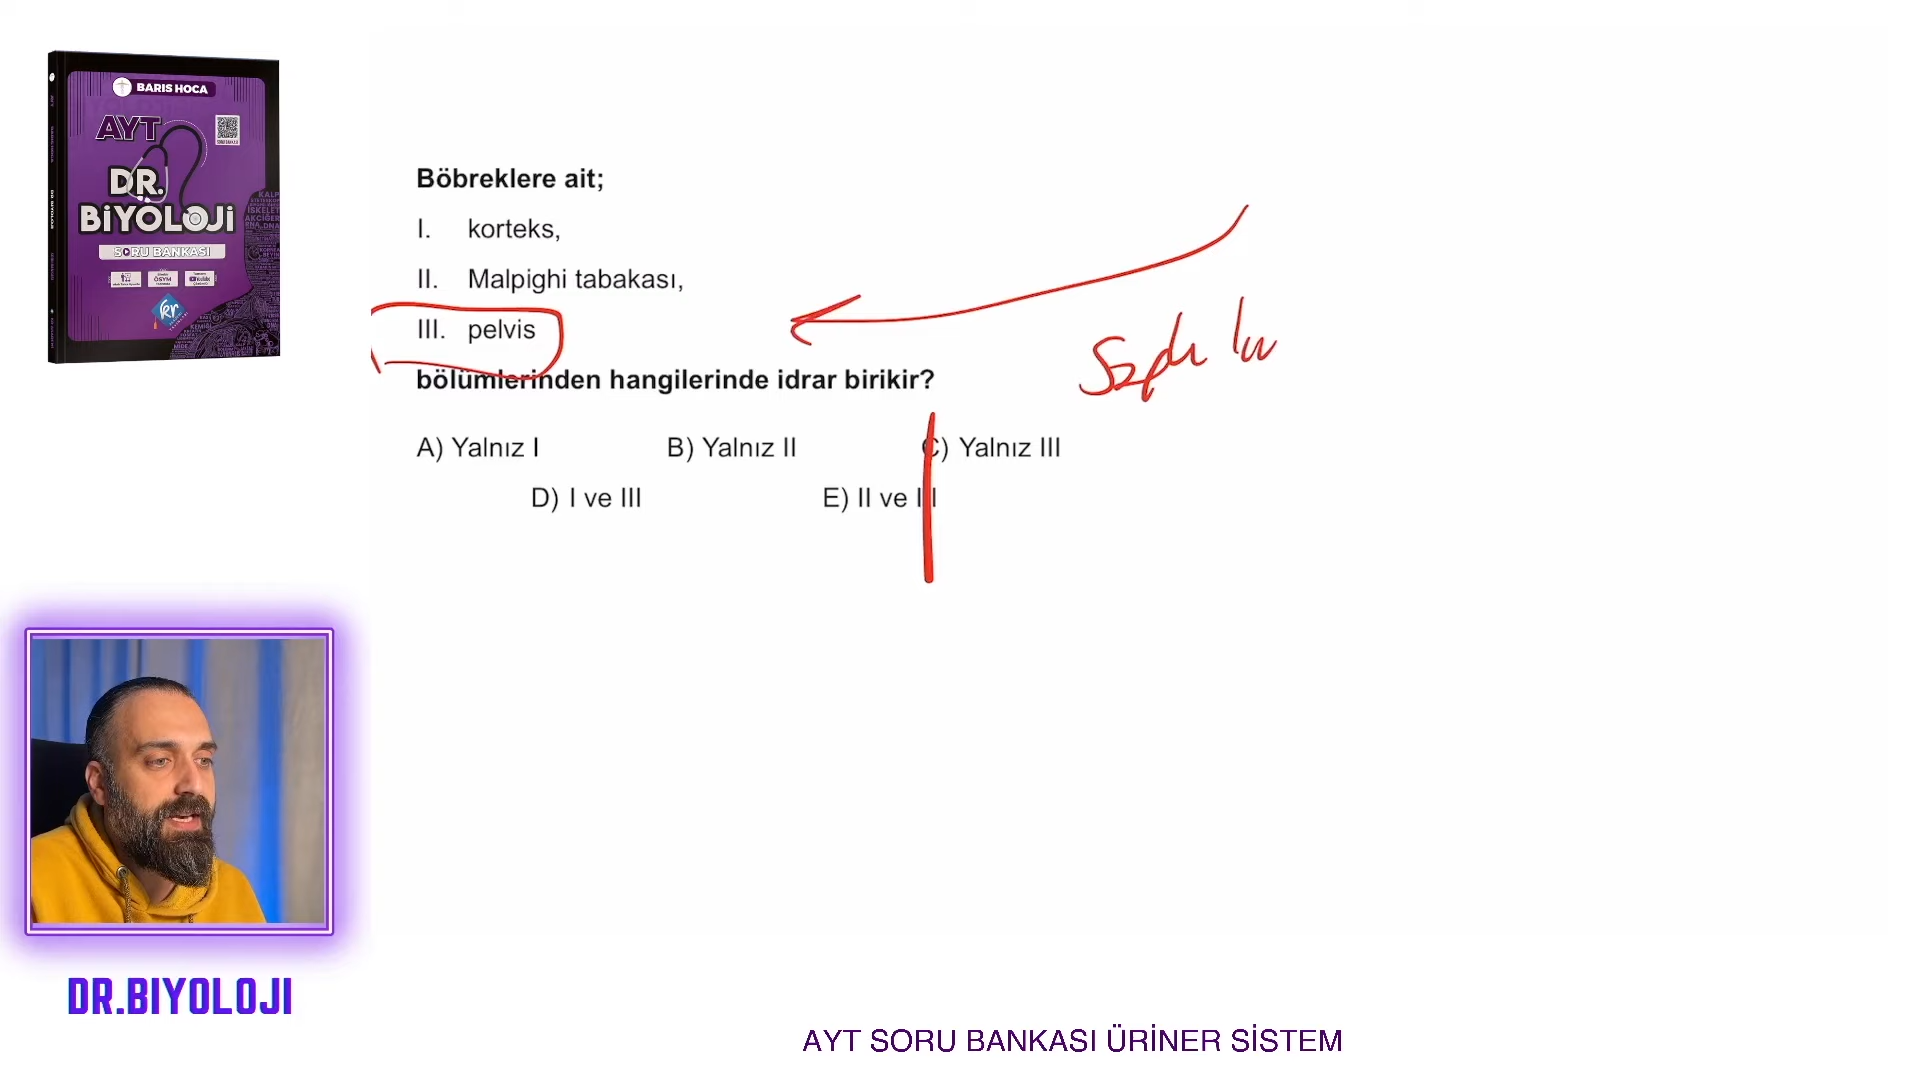 BARIS HOCA
AYT
DR.
BİYOLOJİ
SORU BANKASI
Böbreklere ait;
I. korteks,
II. Malpighi tabakası,
III. pelvis
bölümlerinden hangilerinde idrar birikir?
A) Yalnız I B) Yalnız II C) Yalnız III
D) I ve III E) II ve III
DR.BIYOLOJI
AYT SORU BANKASI ÜRİNER SİSTEM